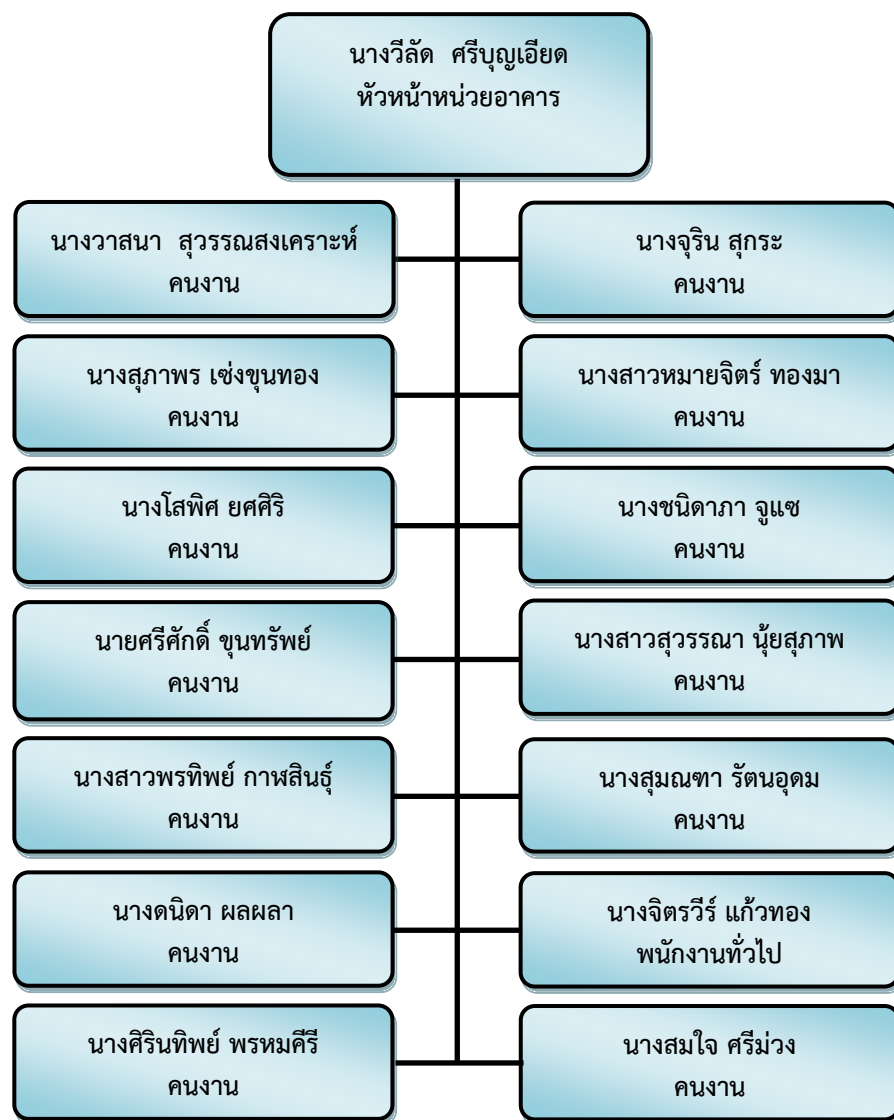 นางวีลัด  ศรีบุญเอียด
หัวหน้าหน่วยอาคาร
นางวาสนา  สุวรรณสงเคราะห์
คนงาน
นางจุริน สุกระ
คนงาน
นางสุภาพร เซ่งขุนทอง
คนงาน
นางสาวหมายจิตร์ ทองมา
คนงาน
นางโสพิศ ยศศิริ
คนงาน
นางชนิดาภา จูแซ
คนงาน
นายศรีศักดิ์ ขุนทรัพย์
คนงาน
นางสาวสุวรรณา นุ้ยสุภาพ
คนงาน
นางสาวพรทิพย์ กาฬสินธุ์
คนงาน
นางสุมณฑา รัตนอุดม
คนงาน
นางดนิดา ผลผลา
คนงาน
นางจิตรวีร์ แก้วทอง
พนักงานทั่วไป
นางศิรินทิพย์ พรหมคีรี
คนงาน
นางสมใจ ศรีม่วง
คนงาน